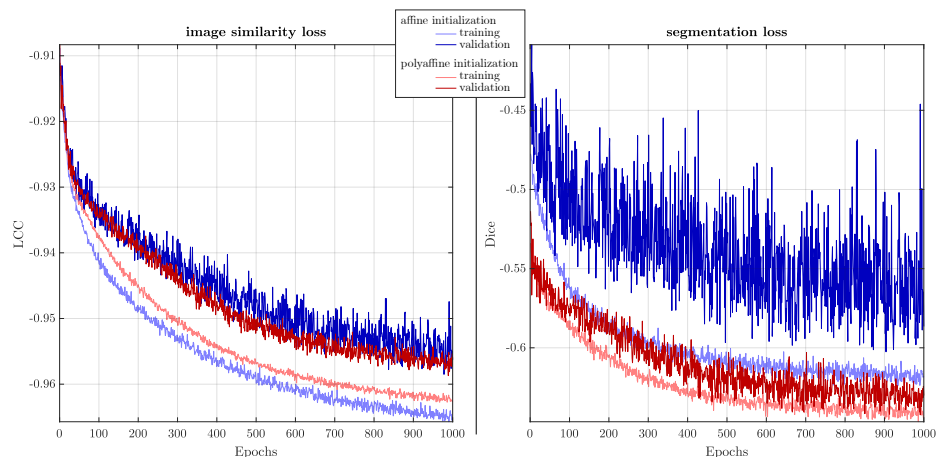 image similarity loss
-0.91
-0.92
-0.93
-0.94
-0.95
-0.96
LCC
0 100 200 300 400 500 600 700 800 900 1000
Epochs
affine initialization
training
validation
polyaffine initialization
training
validation
segmentation loss
-0.45
-0.5
-0.55
-0.6
Dice
0 100 200 300 400 500 600 700 800 900 1000
Epochs